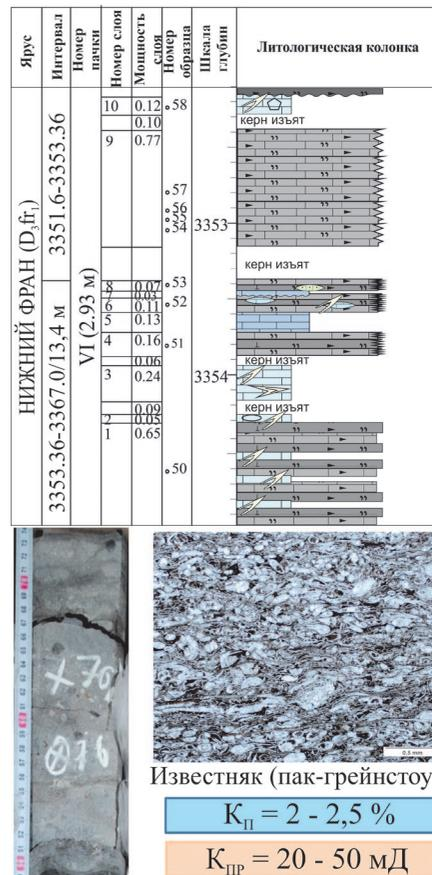 Ярус
Интервал
Номер пачки
Номер слоя
Мощность слоя
Номер образца
Шкала глубин
Литологическая колонка
НИЖНИЙ ФРАН (D₃fr₁)
3351.6-3353.36
3353.36-3367.0/13,4 м
VI (2.93 м)
10 0.12 58
0.10
керн изъят
9 0.77
57
56
55
54
3353
керн изъят
8 0.07 53
7 0.03
6 0.11 52
5 0.13
4 0.16 51
0.06
керн изъят
3 0.24
3354
0.09
керн изъят
2 0.05
1 0.65
50
0.5 mm
Известняк (пак-грейнстоу
Kп = 2 - 2,5 %
Kпр = 20 - 50 мД